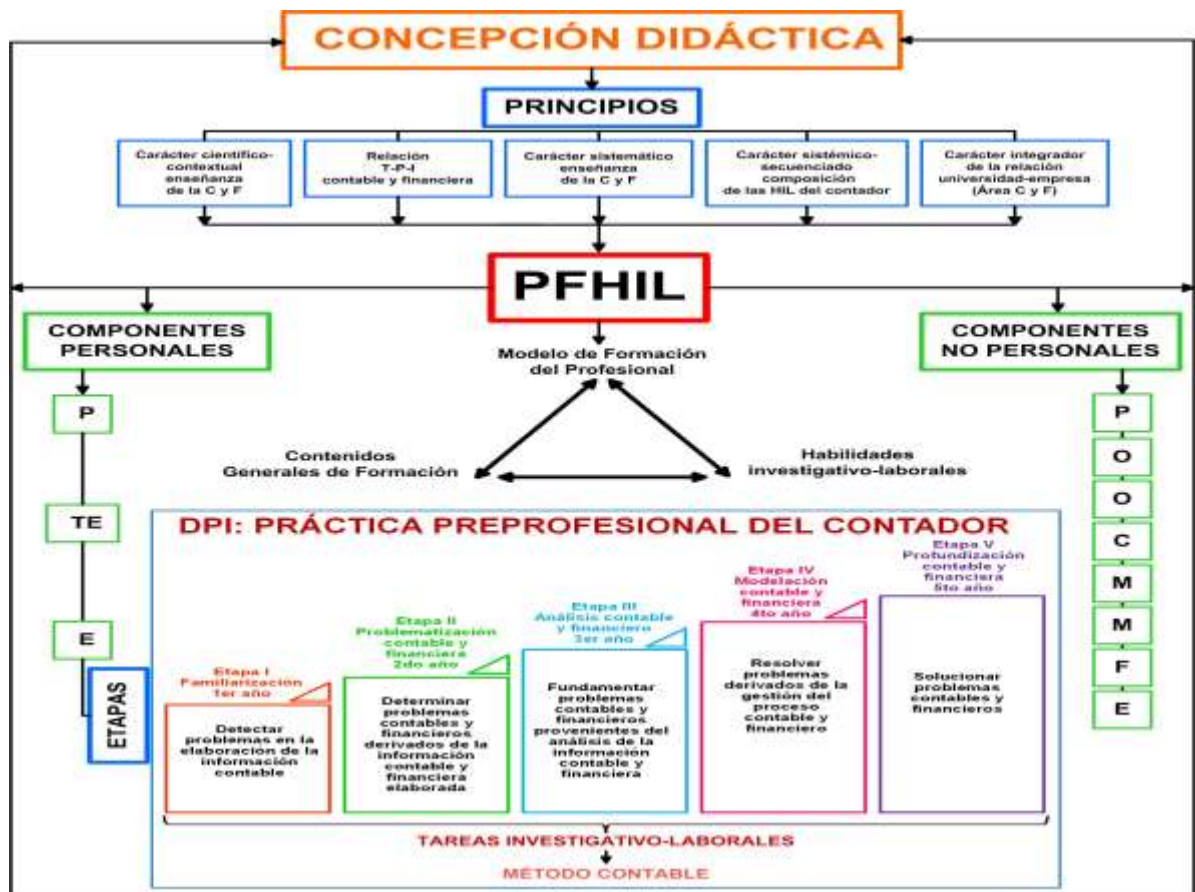 CONCEPCIÓN DIDÁCTICA
PRINCIPIOS
Carácter científico-
contextual
enseñanza
de la C y F
Relación
T-P-I
contable y financiera
Carácter sistemático
enseñanza
de la C y F
Carácter sistémico-
secuenciado
composición
de las HIL del contador
Carácter integrador
de la relación
universidad-empresa
(Área C y F)
PFHIL
COMPONENTES
PERSONALES
COMPONENTES
NO PERSONALES
Modelo de Formación
del Profesional
Contenidos
Generales de Formación
Habilidades
investigativo-laborales
P
TE
E
ETAPAS
P
O
O
C
M
M
F
E
DPI: PRÁCTICA PREPROFESIONAL DEL CONTADOR
Etapa I
Familiarización
1er año
Detectar
problemas en la
elaboración de la
información
contable
Etapa II
Problematización
contable y
financiera
2do año
Determinar
problemas
contables y
financieros
derivados de la
información
contable y
financiera
elaborada
Etapa III
Análisis contable
y financiero
3er año
Fundamentar
problemas
contables y
financieros
provenientes del
análisis de la
información
contable y
financiera
Etapa IV
Modelación
contable y
financiera
4to año
Resolver
problemas
derivados de la
gestión del
proceso
contable y
financiero
Etapa V
Profundización
contable y
financiera
5to año
Solucionar
problemas
contables y
financieros
TAREAS INVESTIGATIVO-LABORALES
MÉTODO CONTABLE